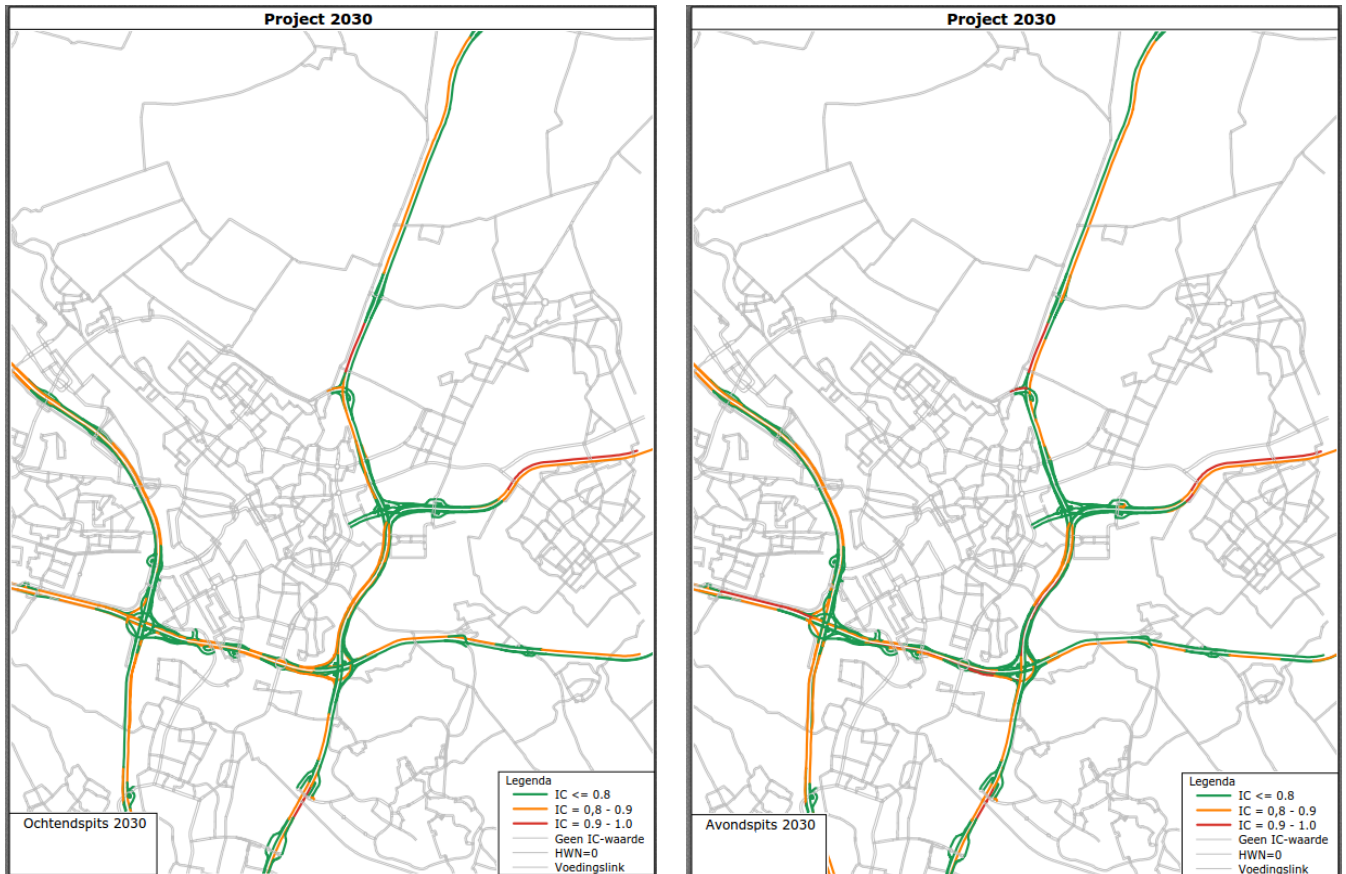 Project 2030
Legenda
IC <= 0.8
IC = 0,8 - 0.9
IC = 0.9 - 1.0
Geen IC-waarde
HWN=0
Voedingslink
Ochtendspits 2030
Project 2030
Legenda
IC <= 0.8
IC = 0,8 - 0.9
IC = 0.9 - 1.0
Geen IC-waarde
HWN=0
Voedingslink
Avondspits 2030